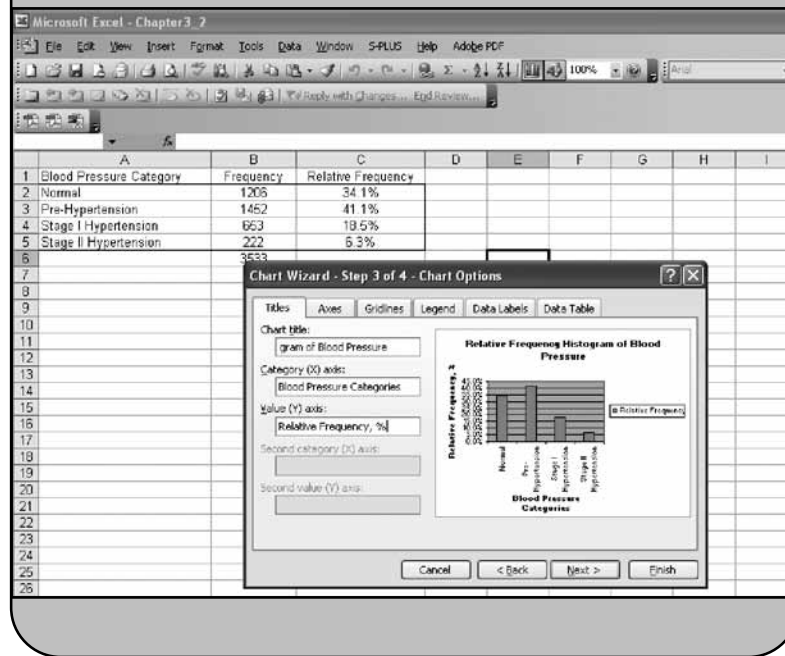 Microsoft Excel - Chapter3_2
File Edit View Insert Format Tools Data Window S-PLUS Help Adobe PDF
100% Arial
Reply with Changes... End Review...
fx
A B C D E F G H I
1 Blood Pressure Category Frequency Relative Frequency
2 Normal 1206 34.1%
3 Pre-Hypertension 1452 41.1%
4 Stage I Hypertension 653 18.5%
5 Stage II Hypertension 222 6.3%
6 3533
7
8
9
10
11
12
13
14
15
16
17
18
19
20
21
22
23
24
25
26
Chart Wizard - Step 3 of 4 - Chart Options
Titles Axes Gridlines Legend Data Labels Data Table
Chart title:
gram of Blood Pressure
Category (X) axis:
Blood Pressure Categories
Value (Y) axis:
Relative Frequency, %
Second category (X) axis:
Second value (Y) axis:
Relative Frequency Histogram of Blood
Pressure
Relative Frequency, %
Relative Frequency
Normal
Pre-
Hypertension
Stage I
Hypertension
Stage II
Hypertension
Blood Pressure
Categories
Cancel < Back Next > Finish